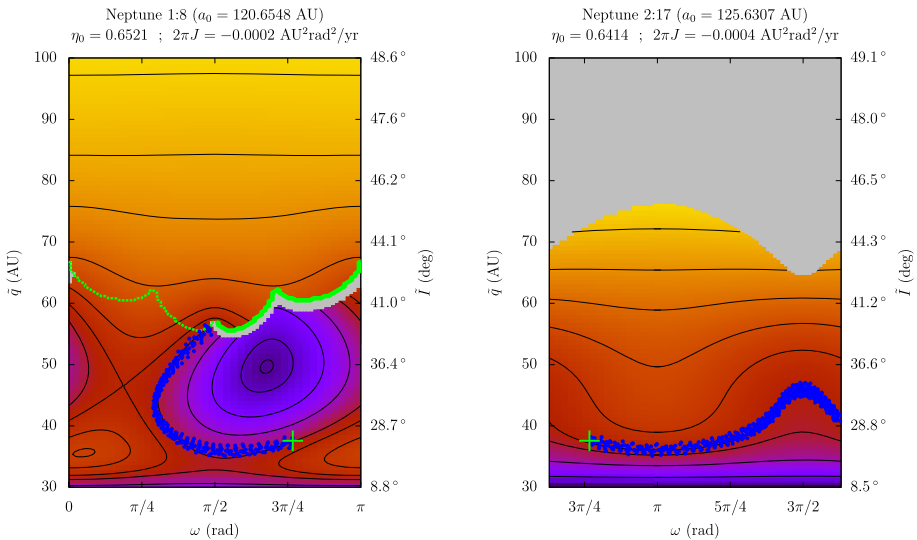 Neptune 1:8 (a₀ = 120.6548 AU)
η₀ = 0.6521 ; 2πJ = −0.0002 AU²rad²/yr
100
90
80
70
60
50
40
30
q̃ (AU)
48.6°
47.6°
46.2°
44.1°
41.0°
36.4°
28.7°
8.8°
Ĩ (deg)
0
π/4
π/2
3π/4
π
ω (rad)
Neptune 2:17 (a₀ = 125.6307 AU)
η₀ = 0.6414 ; 2πJ = −0.0004 AU²rad²/yr
100
90
80
70
60
50
40
30
q̃ (AU)
49.1°
48.0°
46.5°
44.3°
41.2°
36.6°
28.8°
8.5°
Ĩ (deg)
3π/4
π
5π/4
3π/2
ω (rad)